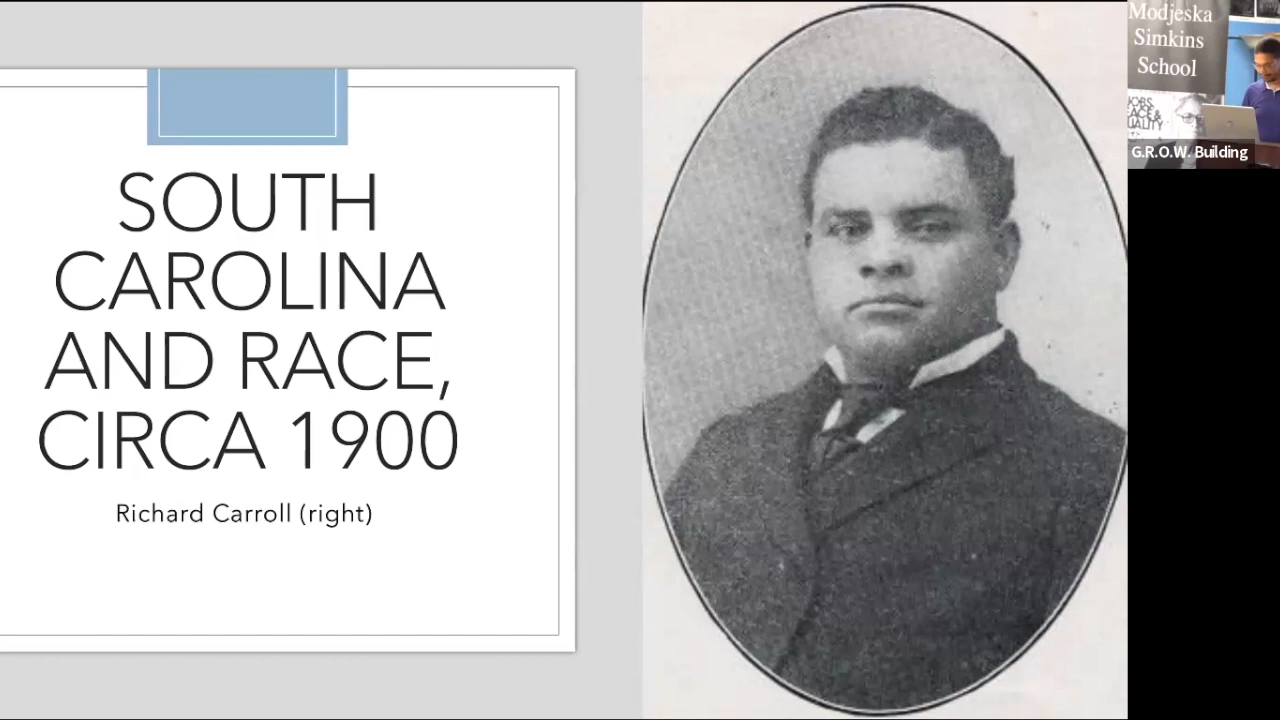 SOUTH
CAROLINA
AND RACE,
CIRCA 1900
Richard Carroll (right)
Modjeska
Simkins
School
G.R.O.W. Building